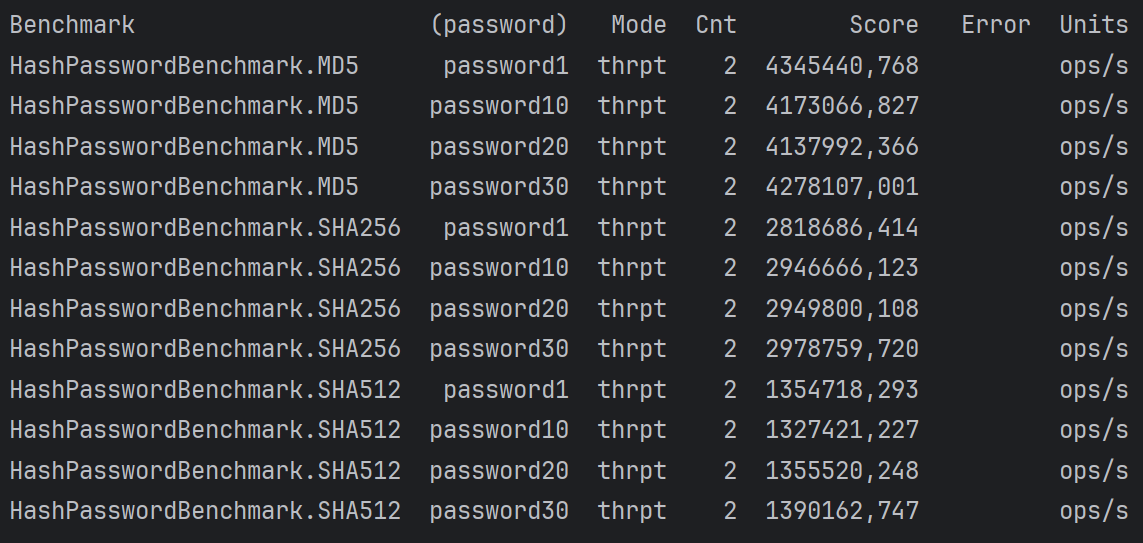 Benchmark (password) Mode Cnt Score Error Units
HashPasswordBenchmark.MD5 password1 thrpt 2 4345440,768 ops/s
HashPasswordBenchmark.MD5 password10 thrpt 2 4173066,827 ops/s
HashPasswordBenchmark.MD5 password20 thrpt 2 4137992,366 ops/s
HashPasswordBenchmark.MD5 password30 thrpt 2 4278107,001 ops/s
HashPasswordBenchmark.SHA256 password1 thrpt 2 2818686,414 ops/s
HashPasswordBenchmark.SHA256 password10 thrpt 2 2946666,123 ops/s
HashPasswordBenchmark.SHA256 password20 thrpt 2 2949800,108 ops/s
HashPasswordBenchmark.SHA256 password30 thrpt 2 2978759,720 ops/s
HashPasswordBenchmark.SHA512 password1 thrpt 2 1354718,293 ops/s
HashPasswordBenchmark.SHA512 password10 thrpt 2 1327421,227 ops/s
HashPasswordBenchmark.SHA512 password20 thrpt 2 1355520,248 ops/s
HashPasswordBenchmark.SHA512 password30 thrpt 2 1390162,747 ops/s